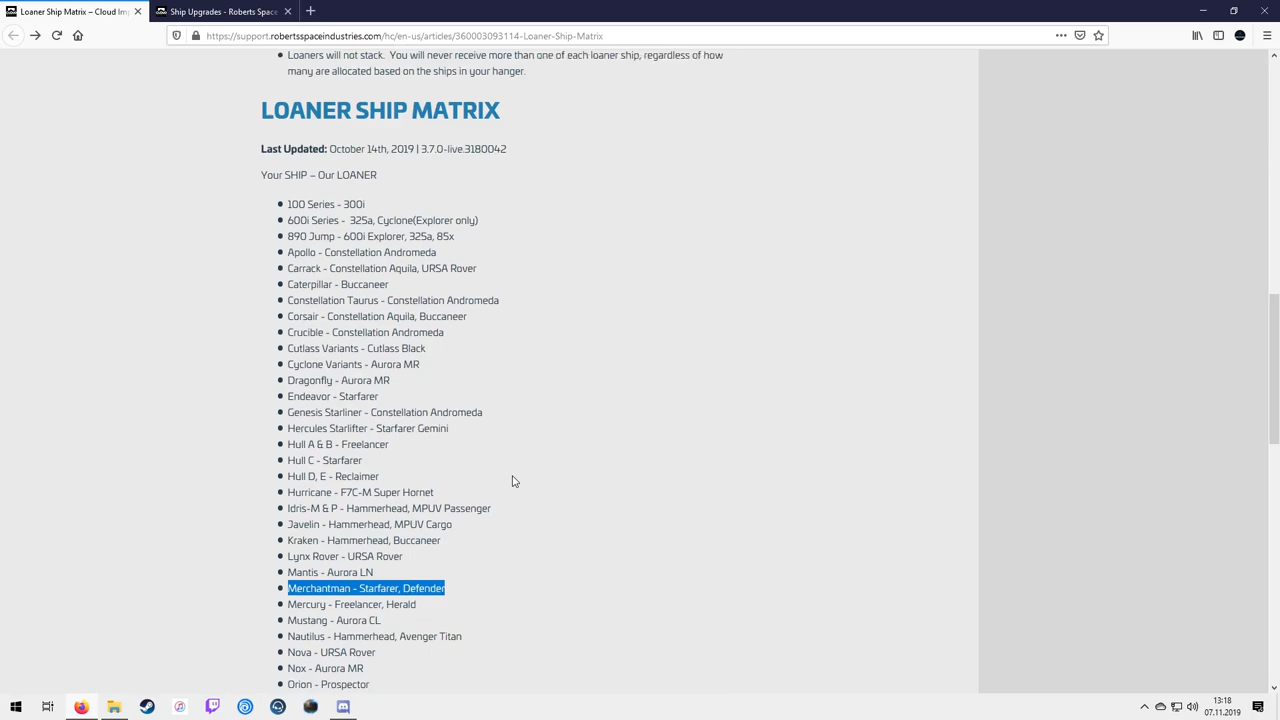 Loaner Ship Matrix – Cloud Im
Ship Upgrades - Roberts Space
https://support.robertsspaceindustries.com/hc/en-us/articles/360003093114-Loaner-Ship-Matrix
Loaners will not stack. You will never receive more than one of each loaner ship, regardless of how
many are allocated based on the ships in your hanger.
LOANER SHIP MATRIX
Last Updated: October 14th, 2019 | 3.7.0-live.3180042
Your SHIP – Our LOANER
100 Series - 300i
600i Series - 325a, Cyclone(Explorer only)
890 Jump - 600i Explorer, 325a, 85x
Apollo - Constellation Andromeda
Carrack - Constellation Aquila, URSA Rover
Caterpillar - Buccaneer
Constellation Taurus - Constellation Andromeda
Corsair - Constellation Aquila, Buccaneer
Crucible - Constellation Andromeda
Cutlass Variants - Cutlass Black
Cyclone Variants - Aurora MR
Dragonfly - Aurora MR
Endeavor - Starfarer
Genesis Starliner - Constellation Andromeda
Hercules Starlifter - Starfarer Gemini
Hull A & B - Freelancer
Hull C - Starfarer
Hull D, E - Reclaimer
Hurricane - F7C-M Super Hornet
Idris-M & P - Hammerhead, MPUV Passenger
Javelin - Hammerhead, MPUV Cargo
Kraken - Hammerhead, Buccaneer
Lynx Rover - URSA Rover
Mantis - Aurora LN
Merchantman - Starfarer, Defender
Mercury - Freelancer, Herald
Mustang - Aurora CL
Nautilus - Hammerhead, Avenger Titan
Nova - URSA Rover
Nox - Aurora MR
Orion - Prospector
13:18
07.11.2019